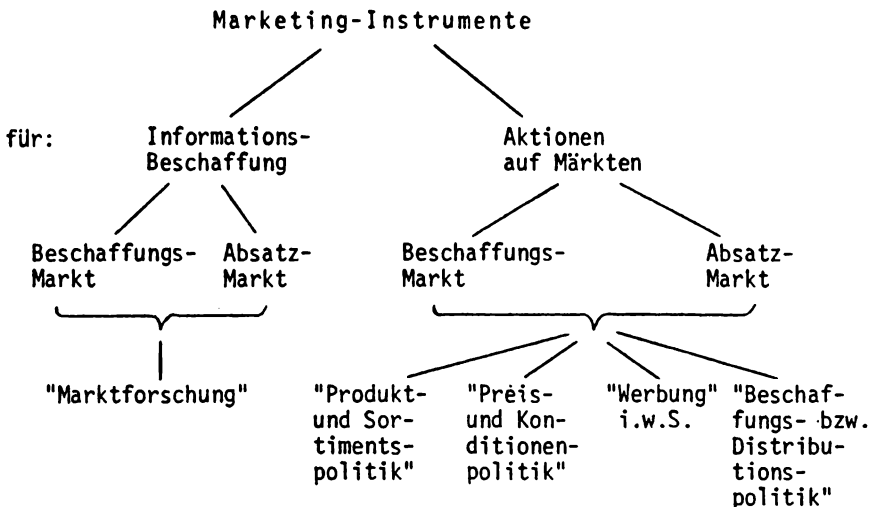 Marketing-Instrumente
für:
Informations-
Beschaffung
Aktionen
auf Märkten
Beschaffungs-
Markt
Absatz-
Markt
Beschaffungs-
Markt
Absatz-
Markt
"Marktforschung"
"Produkt-
und Sor-
timents-
politik"
"Preis-
und Kon-
ditionen-
politik"
"Werbung"
i.w.S.
"Beschaf-
fungs- bzw.
Distribu-
tions-
politik"